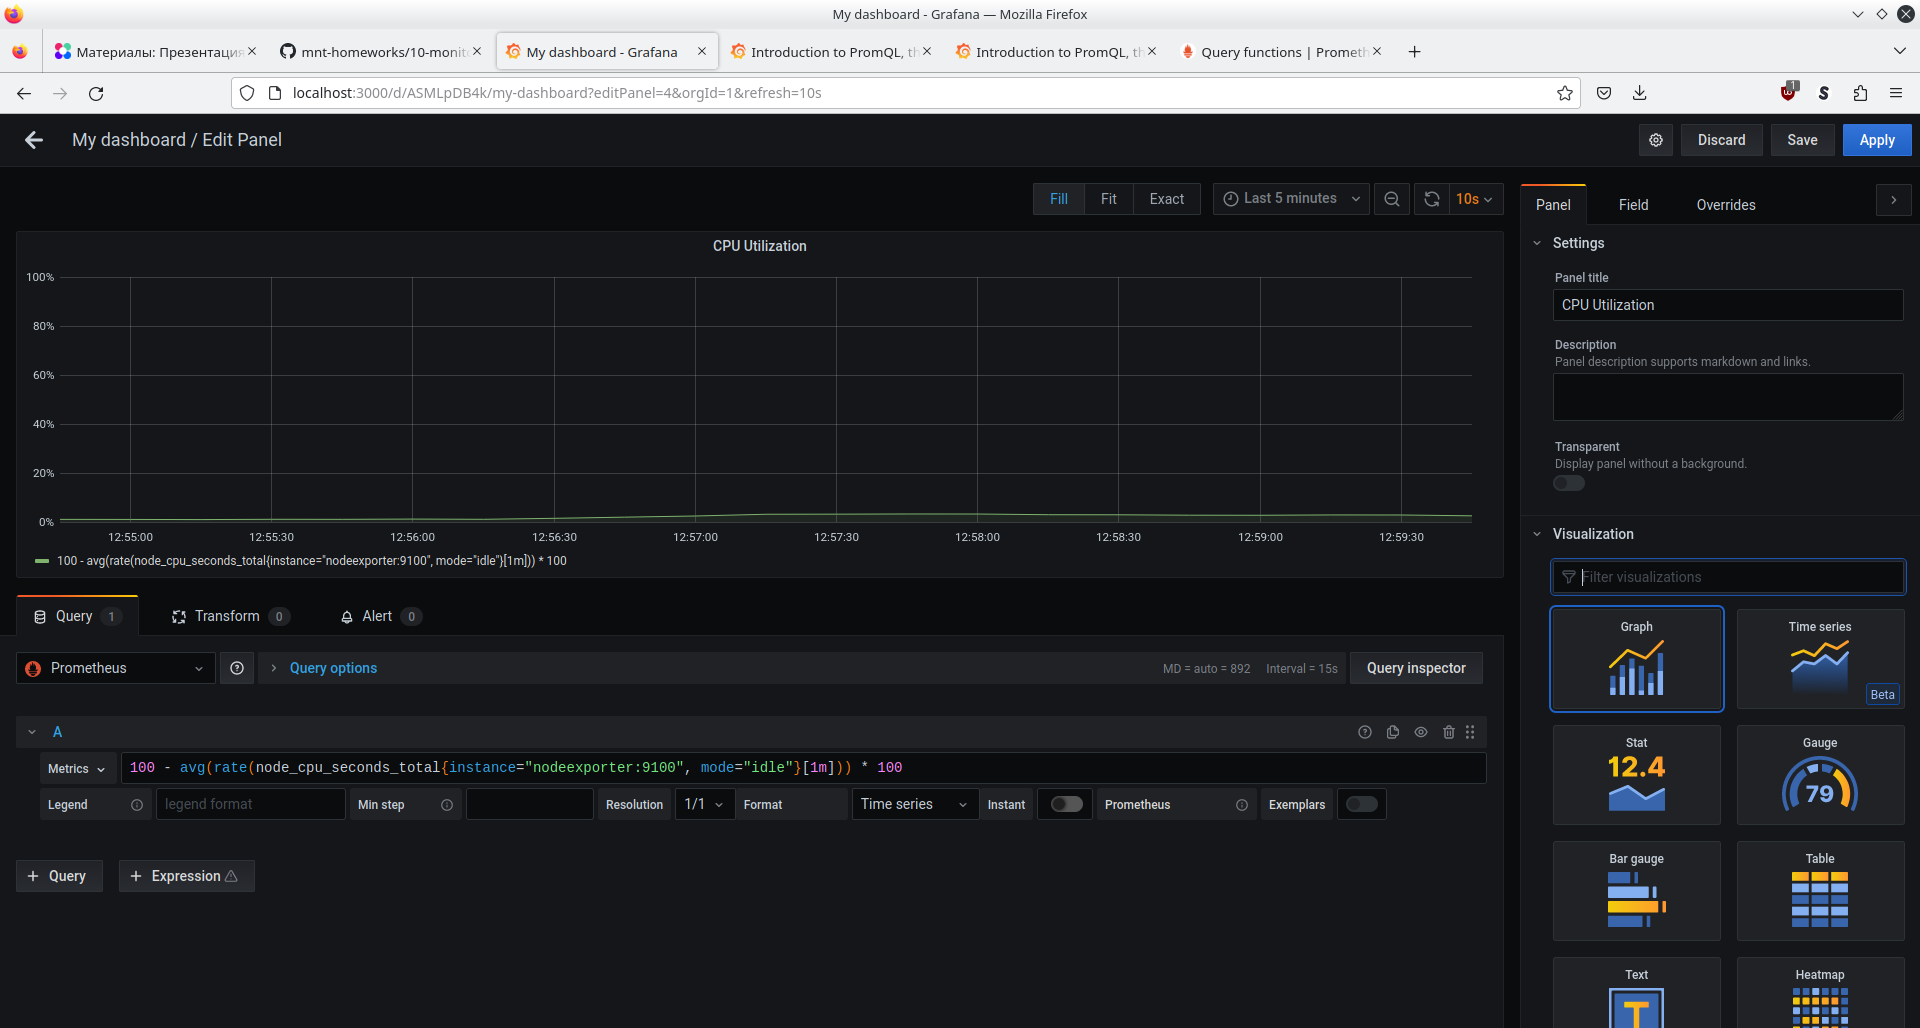 My dashboard - Grafana — Mozilla Firefox
Материалы: Презентация
mnt-homeworks/10-monit
My dashboard - Grafana
Introduction to PromQL, th
Introduction to PromQL, th
Query functions | Prometh
localhost:3000/d/ASMLpDB4k/my-dashboard?editPanel=4&orgId=1&refresh=10s
1
My dashboard / Edit Panel
Discard
Save
Apply
Fill
Fit
Exact
Last 5 minutes
10s
Panel
Field
Overrides
CPU Utilization
100%
80%
60%
40%
20%
0%
12:55:00
12:55:30
12:56:00
12:56:30
12:57:00
12:57:30
12:58:00
12:58:30
12:59:00
12:59:30
100 - avg(rate(node_cpu_seconds_total{instance="nodeexporter:9100", mode="idle"}[1m])) * 100
Query 1
Transform 0
Alert 0
Prometheus
Query options
MD = auto = 892
Interval = 15s
Query inspector
A
Metrics
100 - avg(rate(node_cpu_seconds_total{instance="nodeexporter:9100", mode="idle"}[1m])) * 100
Legend
legend format
Min step
Resolution
1/1
Format
Time series
Instant
Prometheus
Exemplars
+ Query
+ Expression
Settings
Panel title
CPU Utilization
Description
Panel description supports markdown and links.
Transparent
Display panel without a background.
Visualization
Filter visualizations
Graph
Time series
Beta
Stat
12.4
Gauge
79
Bar gauge
Table
Text
T
Heatmap